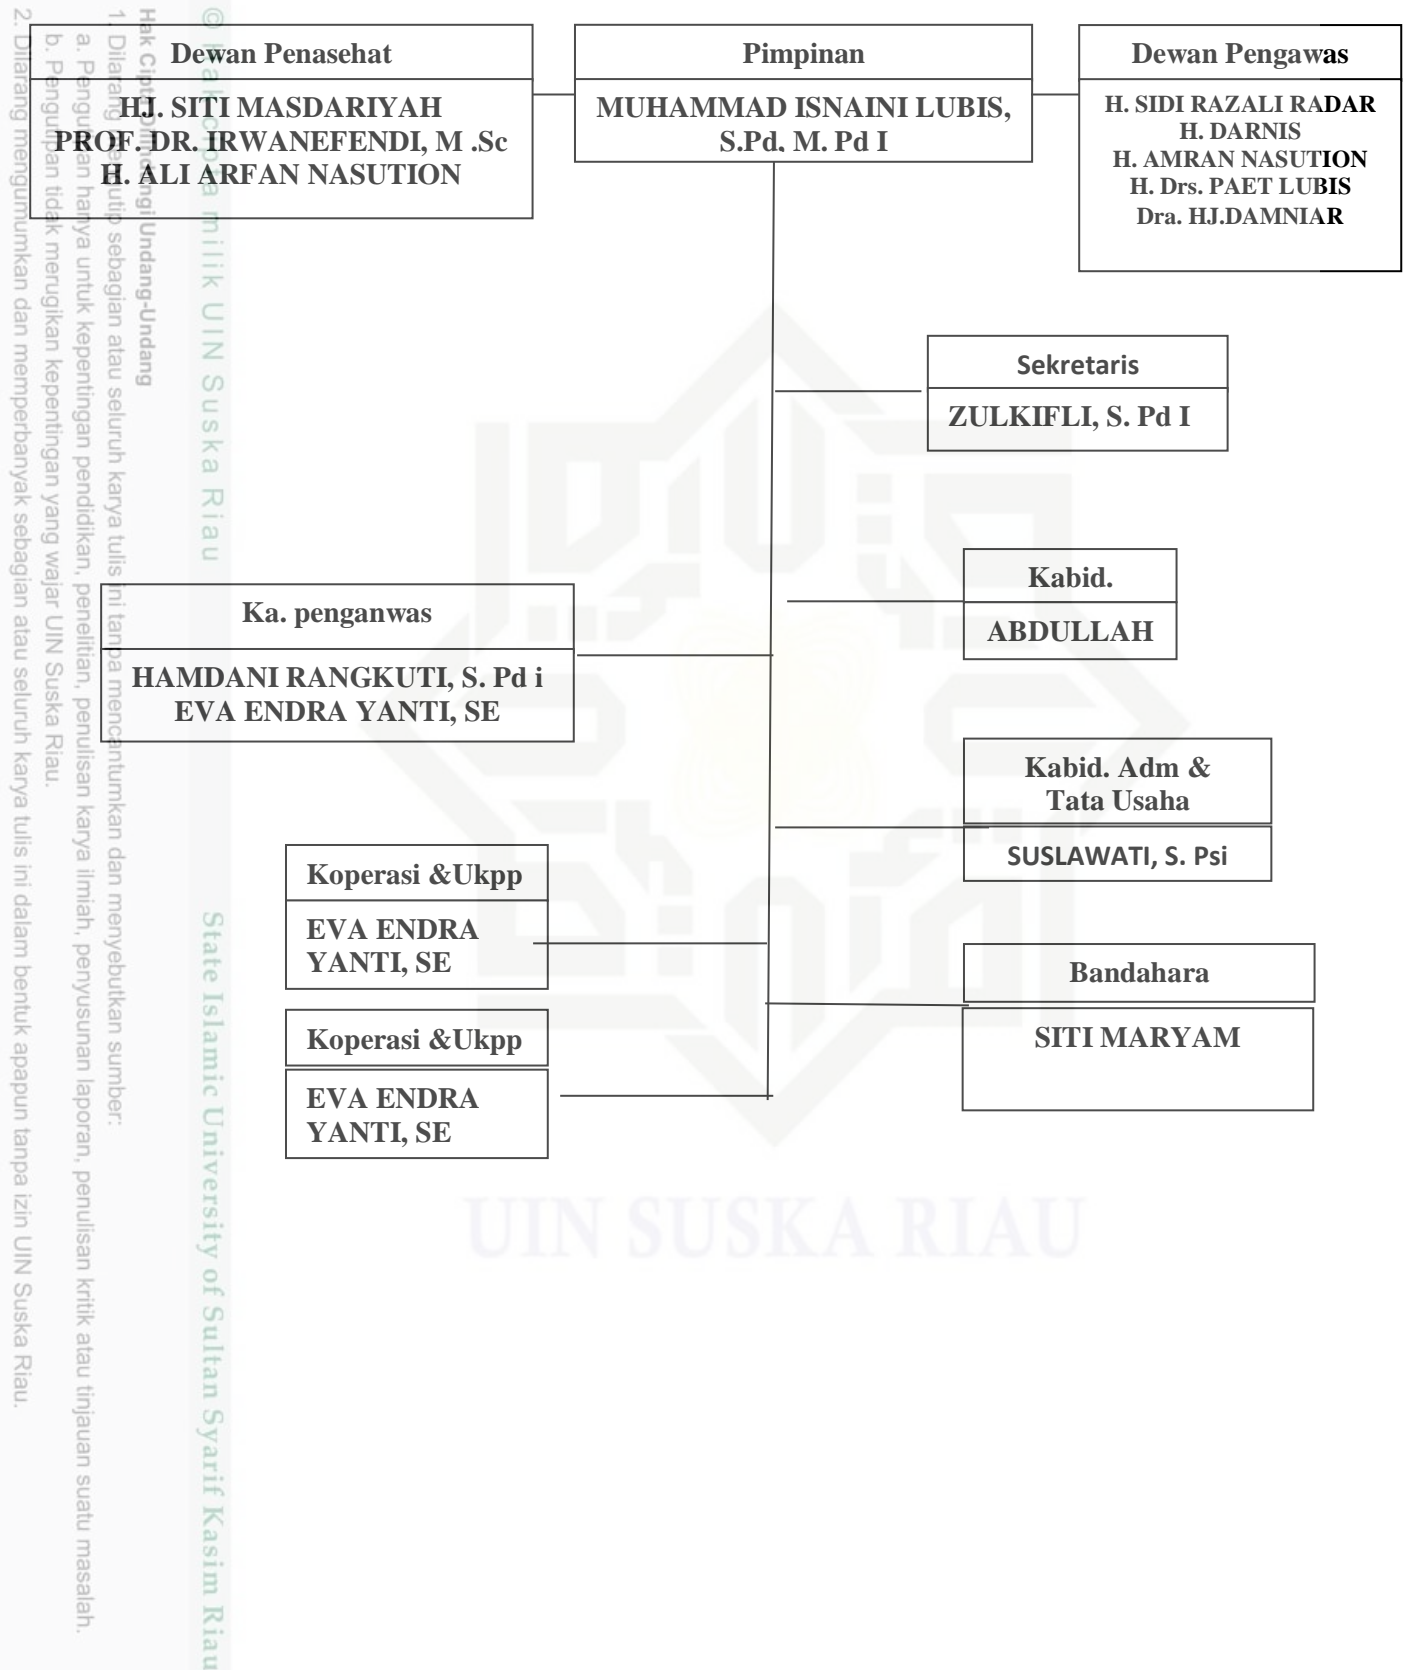 Dewan Penasehat
HJ. SITI MASDARIYAH
PROF. DR. IRWANEFENDI, M .Sc
H. ALI ARFAN NASUTION
Pimpinan
MUHAMMAD ISNAINI LUBIS,
S.Pd, M. Pd I
Dewan Pengawas
H. SIDI RAZALI RADAR
H. DARNIS
H. AMRAN NASUTION
H. Drs. PAET LUBIS
Dra. HJ.DAMNIAR
Sekretaris
ZULKIFLI, S. Pd I
Kabid.
ABDULLAH
Ka. penganwas
HAMDANI RANGKUTI, S. Pd i
EVA ENDRA YANTI, SE
Kabid. Adm &
Tata Usaha
SUSLAWATI, S. Psi
Koperasi &Ukpp
EVA ENDRA
YANTI, SE
Bandahara
SITI MARYAM
Koperasi &Ukpp
EVA ENDRA
YANTI, SE
UIN SUSKA RIAU
© Hak cipta milik UIN Suska Riau
State Islamic University of Sultan Syarif Kasim Riau
Hak Cipta Dilindungi Undang-Undang
1. Dilarang mengutip sebagian atau seluruh karya tulis ini tanpa mencantumkan dan menyebutkan sumber:
a. Pengutipan hanya untuk kepentingan pendidikan, penelitian, penulisan karya ilmiah, penyusunan laporan, penulisan kritik atau tinjauan suatu masalah.
b. Pengutipan tidak merugikan kepentingan yang wajar UIN Suska Riau.
2. Dilarang mengumumkan dan memperbanyak sebagian atau seluruh karya tulis ini dalam bentuk apapun tanpa izin UIN Suska Riau.